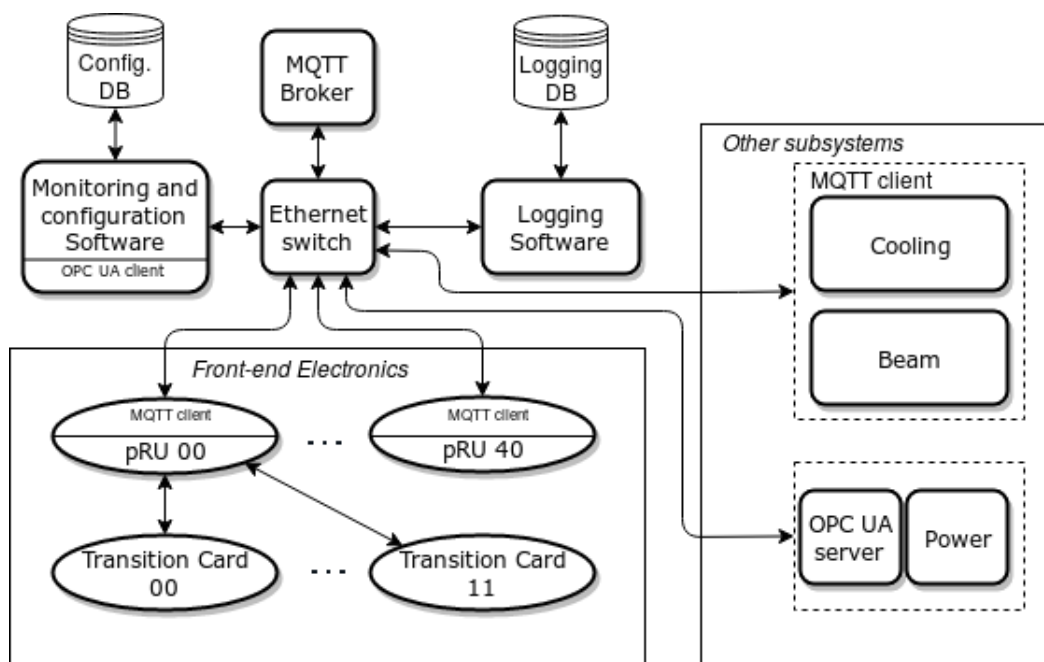 Config.
DB
MQTT
Broker
Logging
DB
Monitoring and
configuration
Software
OPC UA client
Ethernet
switch
Logging
Software
Other subsystems
MQTT client
Cooling
Beam
OPC UA
server
Power
Front-end Electronics
MQTT client
pRU 00
...
MQTT client
pRU 40
Transition Card
00
...
Transition Card
11